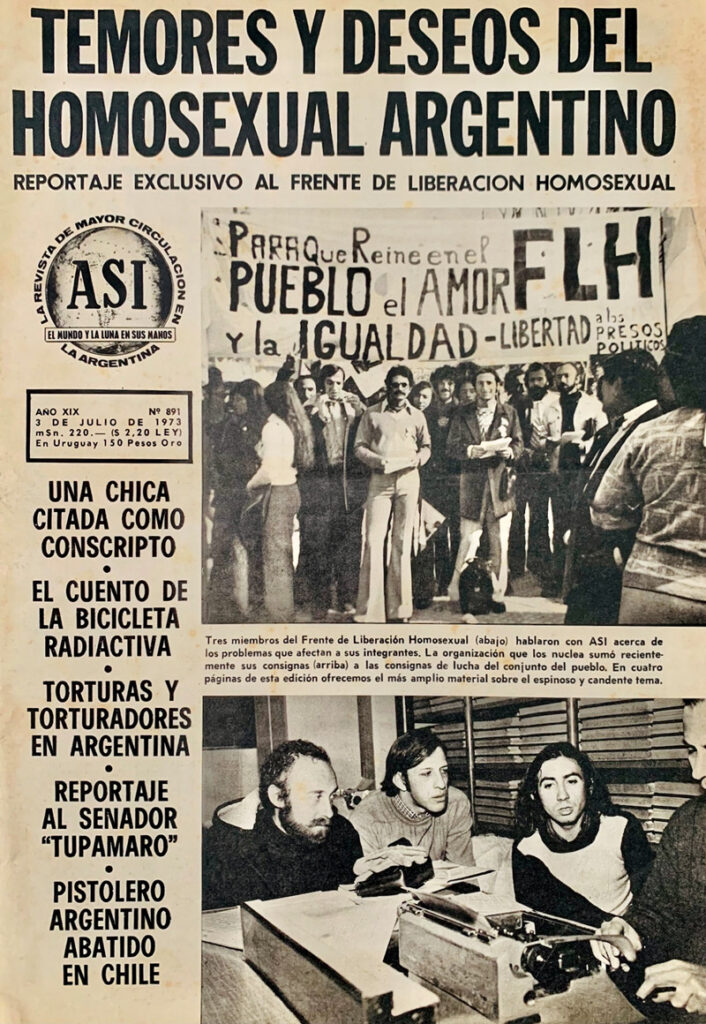 TEMORES Y DESEOS DEL
HOMOSEXUAL ARGENTINO
REPORTAJE EXCLUSIVO AL FRENTE DE LIBERACION HOMOSEXUAL
LA REVISTA DE MAYOR CIRCULACION EN
ASI
EL MUNDO Y LA LUNA EN SUS MANOS
LA ARGENTINA
AÑO XIX Nº 891
3 DE JULIO DE 1973
m$n. 220.— ($ 2,20 LEY)
En Uruguay 150 Pesos Oro
UNA CHICA
CITADA COMO
CONSCRIPTO
•
EL CUENTO DE
LA BICICLETA
RADIACTIVA
•
TORTURAS Y
TORTURADORES
EN ARGENTINA
•
REPORTAJE
AL SENADOR
“TUPAMARO”
•
PISTOLERO
ARGENTINO
ABATIDO
EN CHILE
PARA Que Reine en el
PUEBLO el AMOR FLH
Y la IGUALDAD - LIBERTAD a los PRESOS POLITICOS
Tres miembros del Frente de Liberación Homosexual (abajo) hablaron con ASI acerca de
los problemas que afectan a sus integrantes. La organización que los nuclea sumó reciente-
mente sus consignas (arriba) a las consignas de lucha del conjunto del pueblo. En cuatro
páginas de esta edición ofrecemos el más amplio material sobre el espinoso y candente tema.